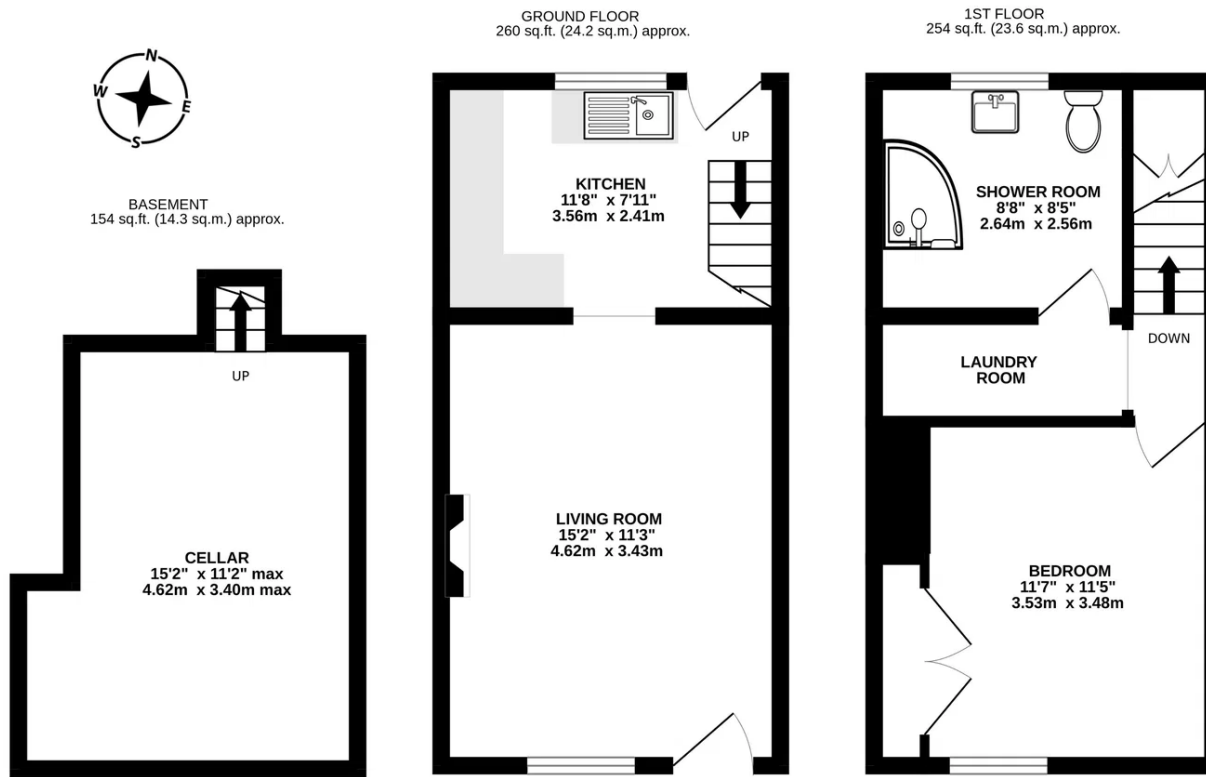 GROUND FLOOR
260 sq.ft. (24.2 sq.m.) approx.
1ST FLOOR
254 sq.ft. (23.6 sq.m.) approx.
N
W
E
S
BASEMENT
154 sq.ft. (14.3 sq.m.) approx.
UP
CELLAR
15'2" x 11'2" max
4.62m x 3.40m max
UP
KITCHEN
11'8" x 7'11"
3.56m x 2.41m
LIVING ROOM
15'2" x 11'3"
4.62m x 3.43m
SHOWER ROOM
8'8" x 8'5"
2.64m x 2.56m
DOWN
LAUNDRY
ROOM
BEDROOM
11'7" x 11'5"
3.53m x 3.48m